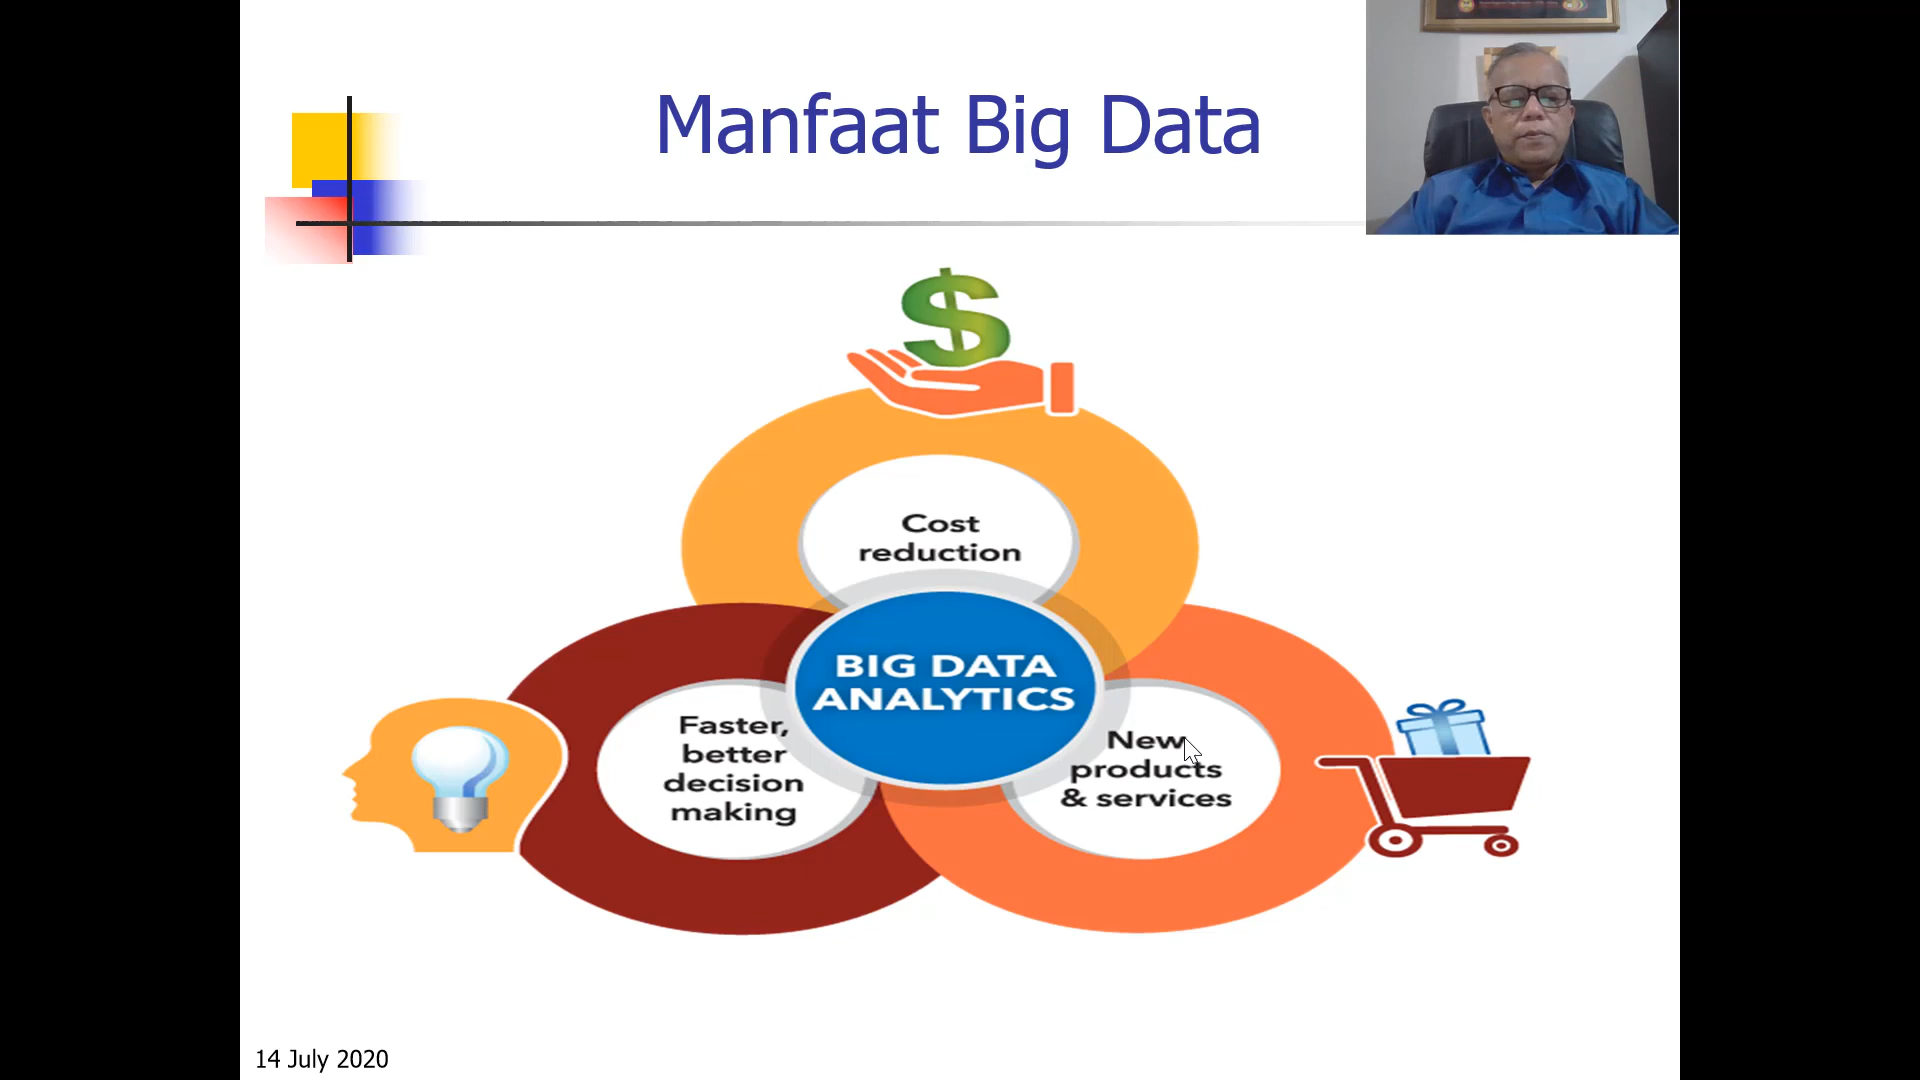 Manfaat Big Data
Cost
reduction
BIG DATA
ANALYTICS
Faster,
better
decision
making
New
products
& services
14 July 2020